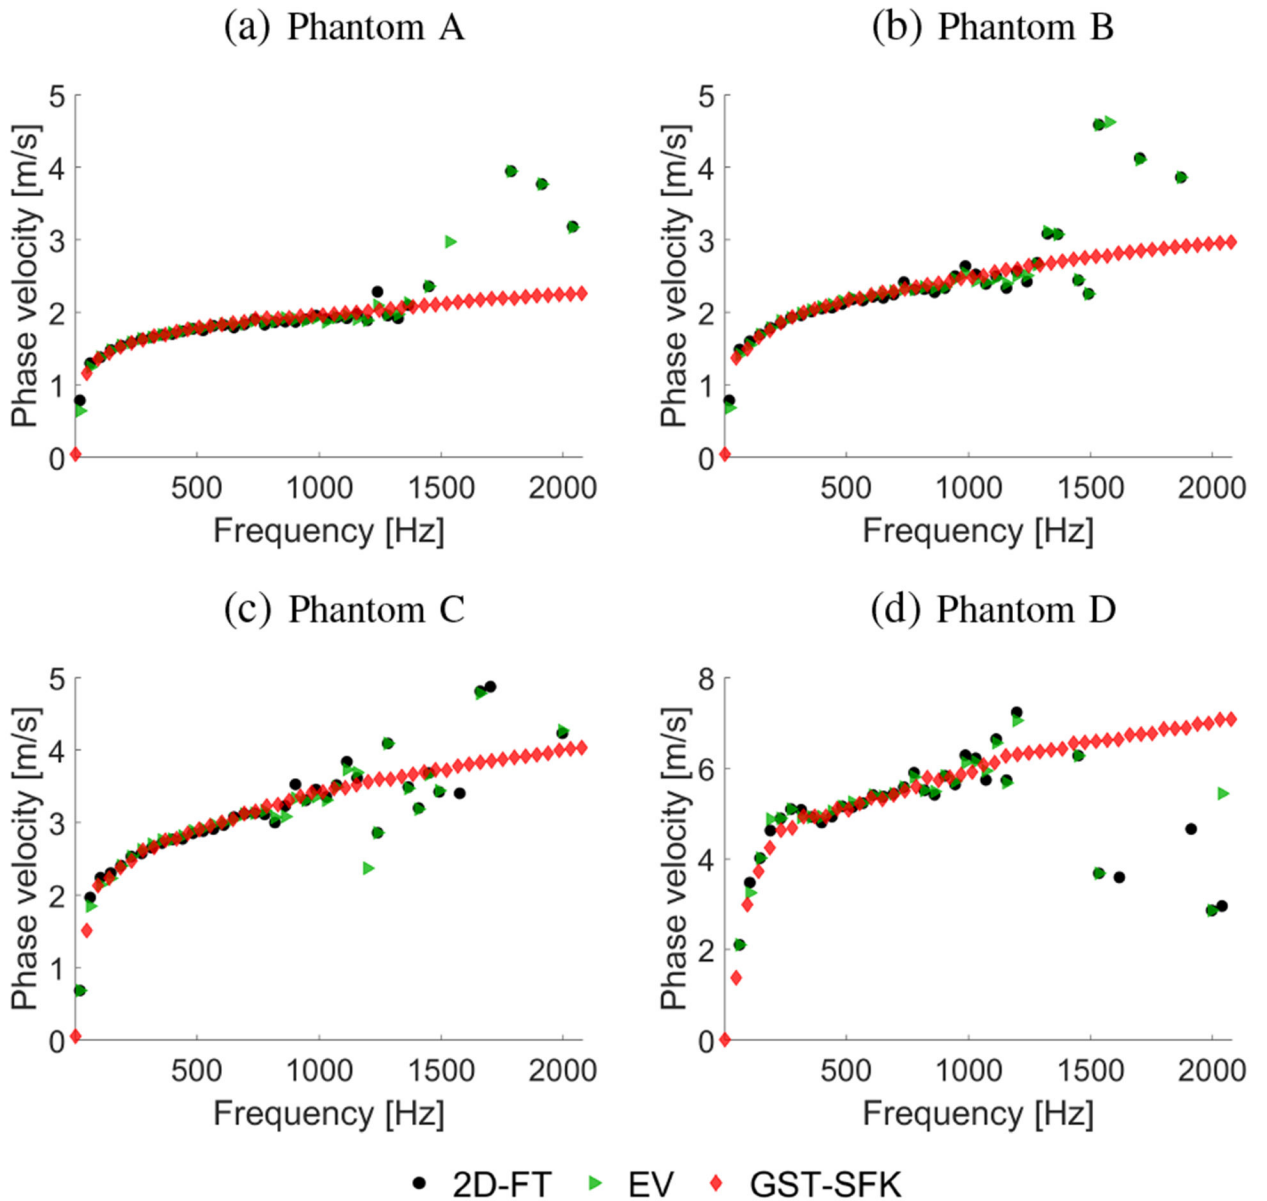 (a) Phantom A
(b) Phantom B
5
4
3
2
1
0
Phase velocity [m/s]
500 1000 1500 2000
Frequency [Hz]
5
4
3
2
1
0
Phase velocity [m/s]
500 1000 1500 2000
Frequency [Hz]
(c) Phantom C
(d) Phantom D
5
4
3
2
1
0
Phase velocity [m/s]
500 1000 1500 2000
Frequency [Hz]
8
6
4
2
0
Phase velocity [m/s]
500 1000 1500 2000
Frequency [Hz]
2D-FT EV GST-SFK